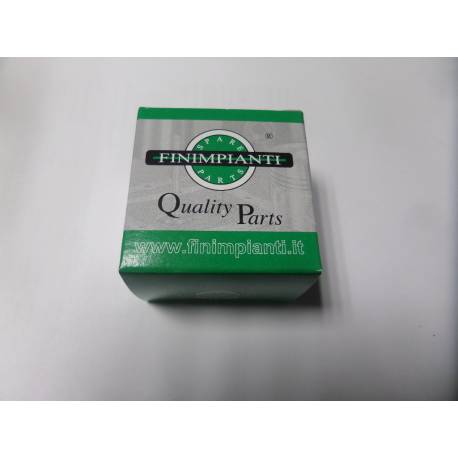 SPARE
®
FINIMPIANTI
PARTS
Quality Parts
www.finimpianti.it